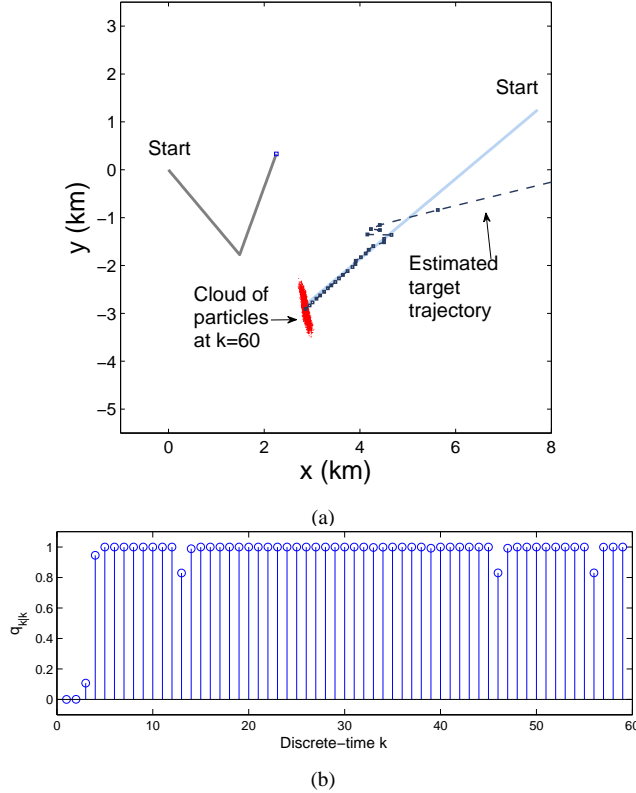 3
2
1
0
−1
−2
−3
−4
−5
y (km)
Start
Start
Estimated
target
trajectory
Cloud of
particles
at k=60
0 2 4 6 8
x (km)
(a)
1
0.8
0.6
0.4
0.2
0
q_{k|k}
0 10 20 30 40 50 60
Discrete−time k
(b)